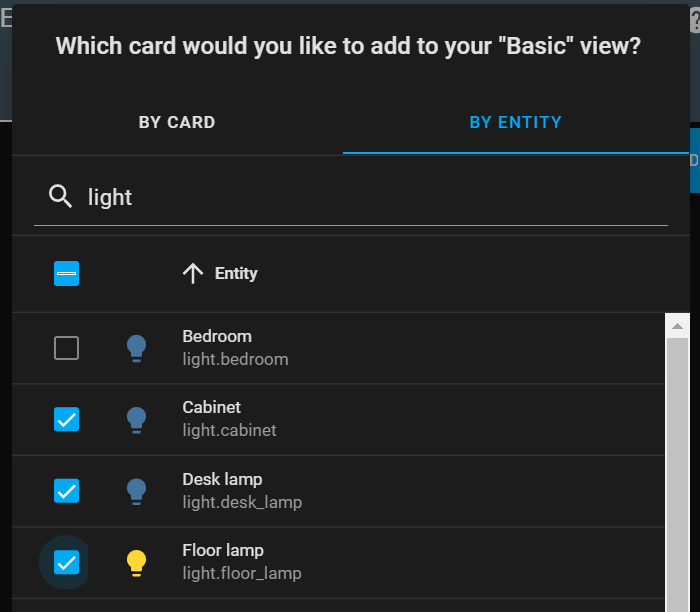 Which card would you like to add to your "Basic" view?
BY CARD
BY ENTITY
light
Entity
Bedroom
light.bedroom
Cabinet
light.cabinet
Desk lamp
light.desk_lamp
Floor lamp
light.floor_lamp